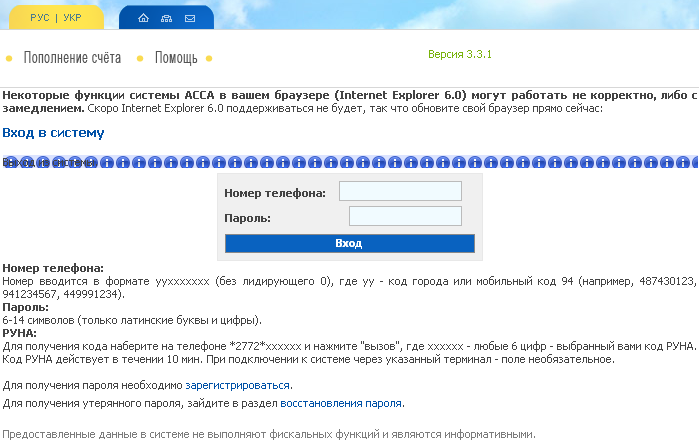 РУС | УКР
Пополнение счёта Помощь
Версия 3.3.1
Некоторые функции системы АССА в вашем браузере (Internet Explorer 6.0) могут работать не корректно, либо с
замедлением. Скоро Internet Explorer 6.0 поддерживаться не будет, так что обновите свой браузер прямо сейчас:
Вход в систему
Выход из системы
Номер телефона:
Пароль:
Вход
Номер телефона:
Номер вводится в формате yyxxxxxxx (без лидирующего 0), где yy - код города или мобильный код 94 (например, 487430123,
941234567, 449991234).
Пароль:
6-14 символов (только латинские буквы и цифры).
РУНА:
Для получения кода наберите на телефоне *2772*xxxxxx и нажмите "вызов", где xxxxxx - любые 6 цифр - выбранный вами код РУНА.
Код РУНА действует в течении 10 мин. При подключении к системе через указанный терминал - поле необязательное.
Для получения пароля необходимо зарегистрироваться.
Для получения утерянного пароля, зайдите в раздел восстановления пароля.
Предоставленные данные в системе не выполняют фискальных функций и являются информативными.